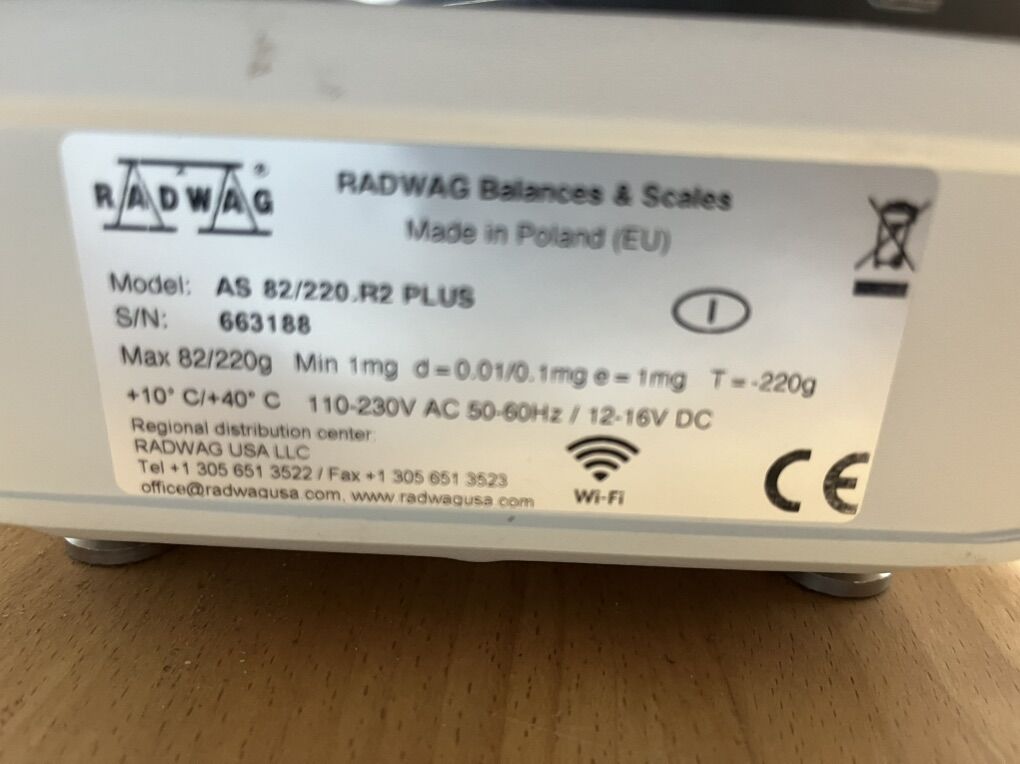 RADWAG®
RADWAG Balances & Scales
Made in Poland (EU)
Model: AS 82/220.R2 PLUS
S/N: 663188
I
Max 82/220g Min 1mg d=0.01/0.1mg e=1mg T=-220g
+10° C/+40° C 110-230V AC 50-60Hz / 12-16V DC
Regional distribution center:
RADWAG USA LLC
Tel +1 305 651 3522 / Fax +1 305 651 3523
office@radwagusa.com, www.radwagusa.com
Wi-Fi
CE